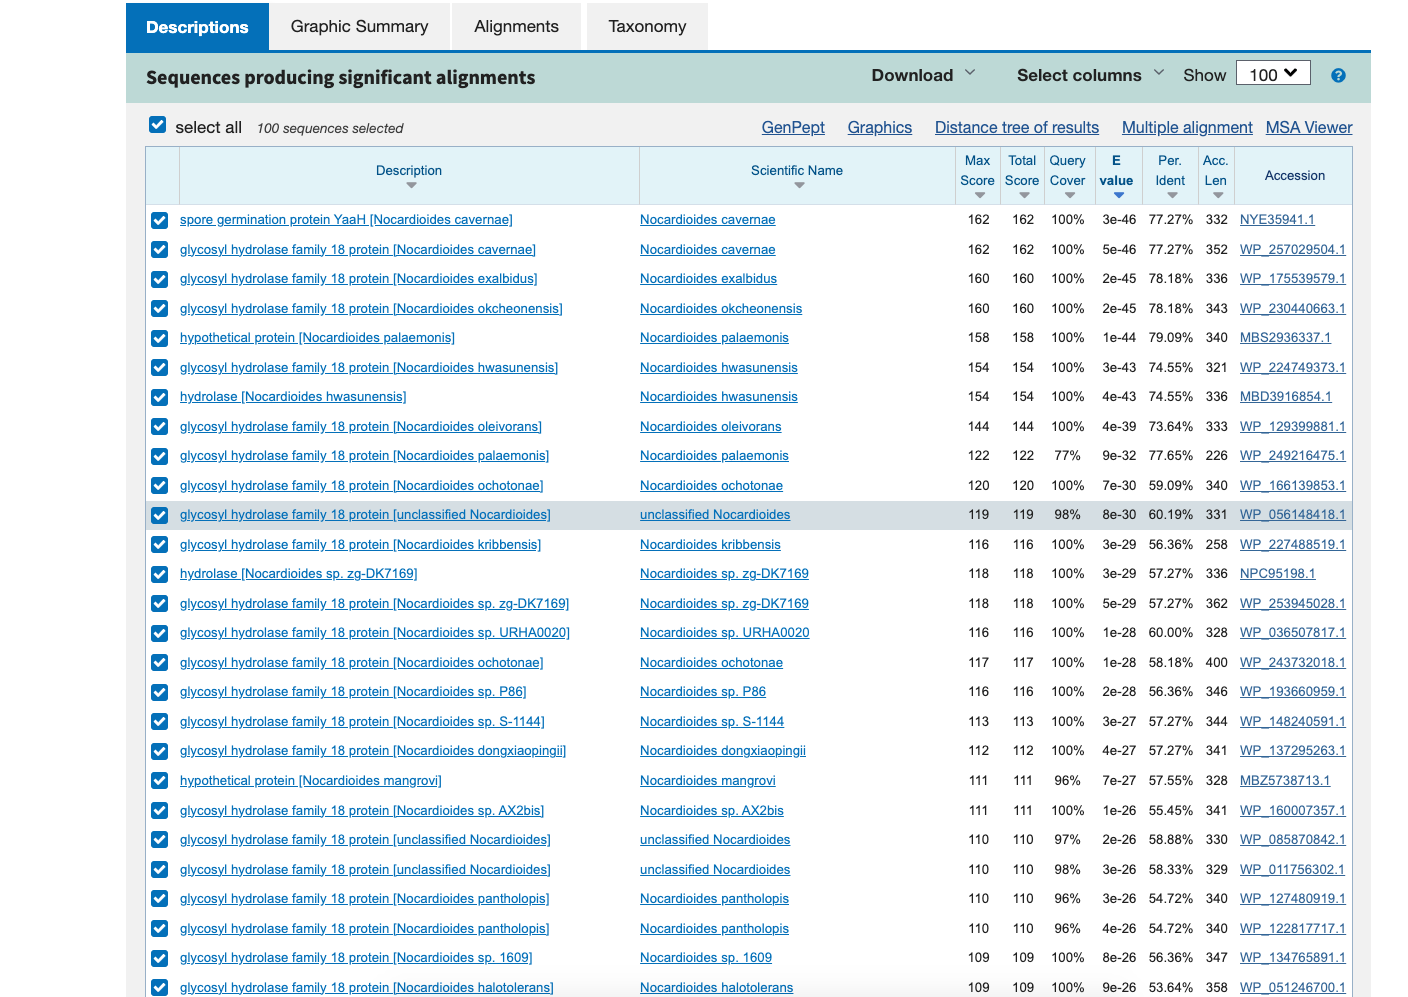 Descriptions Graphic Summary Alignments Taxonomy
Sequences producing significant alignments Download Select columns Show 100 ?
select all 100 sequences selected GenPept Graphics Distance tree of results Multiple alignment MSA Viewer
Description Scientific Name Max Score Total Score Query Cover E value Per. Ident Acc. Len Accession
spore germination protein YaaH [Nocardioides cavernae] Nocardioides cavernae 162 162 100% 3e-46 77.27% 332 NYE35941.1
glycosyl hydrolase family 18 protein [Nocardioides cavernae] Nocardioides cavernae 162 162 100% 5e-46 77.27% 352 WP_257029504.1
glycosyl hydrolase family 18 protein [Nocardioides exalbidus] Nocardioides exalbidus 160 160 100% 2e-45 78.18% 336 WP_175539579.1
glycosyl hydrolase family 18 protein [Nocardioides okcheonensis] Nocardioides okcheonensis 160 160 100% 2e-45 78.18% 343 WP_230440663.1
hypothetical protein [Nocardioides palaemonis] Nocardioides palaemonis 158 158 100% 1e-44 79.09% 340 MBS2936337.1
glycosyl hydrolase family 18 protein [Nocardioides hwasunensis] Nocardioides hwasunensis 154 154 100% 3e-43 74.55% 321 WP_224749373.1
hydrolase [Nocardioides hwasunensis] Nocardioides hwasunensis 154 154 100% 4e-43 74.55% 336 MBD3916854.1
glycosyl hydrolase family 18 protein [Nocardioides oleivorans] Nocardioides oleivorans 144 144 100% 4e-39 73.64% 333 WP_129399881.1
glycosyl hydrolase family 18 protein [Nocardioides palaemonis] Nocardioides palaemonis 122 122 77% 9e-32 77.65% 226 WP_249216475.1
glycosyl hydrolase family 18 protein [Nocardioides ochotonae] Nocardioides ochotonae 120 120 100% 7e-30 59.09% 340 WP_166139853.1
glycosyl hydrolase family 18 protein [unclassified Nocardioides] unclassified Nocardioides 119 119 98% 8e-30 60.19% 331 WP_056148418.1
glycosyl hydrolase family 18 protein [Nocardioides kribbensis] Nocardioides kribbensis 116 116 100% 3e-29 56.36% 258 WP_227488519.1
hydrolase [Nocardioides sp. zg-DK7169] Nocardioides sp. zg-DK7169 118 118 100% 3e-29 57.27% 336 NPC95198.1
glycosyl hydrolase family 18 protein [Nocardioides sp. zg-DK7169] Nocardioides sp. zg-DK7169 118 118 100% 5e-29 57.27% 362 WP_253945028.1
glycosyl hydrolase family 18 protein [Nocardioides sp. URHA0020] Nocardioides sp. URHA0020 116 116 100% 1e-28 60.00% 328 WP_036507817.1
glycosyl hydrolase family 18 protein [Nocardioides ochotonae] Nocardioides ochotonae 117 117 100% 1e-28 58.18% 400 WP_243732018.1
glycosyl hydrolase family 18 protein [Nocardioides sp. P86] Nocardioides sp. P86 116 116 100% 2e-28 56.36% 346 WP_193660959.1
glycosyl hydrolase family 18 protein [Nocardioides sp. S-1144] Nocardioides sp. S-1144 113 113 100% 3e-27 57.27% 344 WP_148240591.1
glycosyl hydrolase family 18 protein [Nocardioides dongxiaopingii] Nocardioides dongxiaopingii 112 112 100% 4e-27 57.27% 341 WP_137295263.1
hypothetical protein [Nocardioides mangrovi] Nocardioides mangrovi 111 111 96% 7e-27 57.55% 328 MBZ5738713.1
glycosyl hydrolase family 18 protein [Nocardioides sp. AX2bis] Nocardioides sp. AX2bis 111 111 100% 1e-26 55.45% 341 WP_160007357.1
glycosyl hydrolase family 18 protein [unclassified Nocardioides] unclassified Nocardioides 110 110 97% 2e-26 58.88% 330 WP_085870842.1
glycosyl hydrolase family 18 protein [unclassified Nocardioides] unclassified Nocardioides 110 110 98% 3e-26 58.33% 329 WP_011756302.1
glycosyl hydrolase family 18 protein [Nocardioides pantholopis] Nocardioides pantholopis 110 110 96% 3e-26 54.72% 340 WP_127480919.1
glycosyl hydrolase family 18 protein [Nocardioides pantholopis] Nocardioides pantholopis 110 110 96% 4e-26 54.72% 340 WP_122817717.1
glycosyl hydrolase family 18 protein [Nocardioides sp. 1609] Nocardioides sp. 1609 109 109 100% 8e-26 56.36% 347 WP_134765891.1
glycosyl hydrolase family 18 protein [Nocardioides halotolerans] Nocardioides halotolerans 109 109 100% 9e-26 53.64% 358 WP_051246700.1